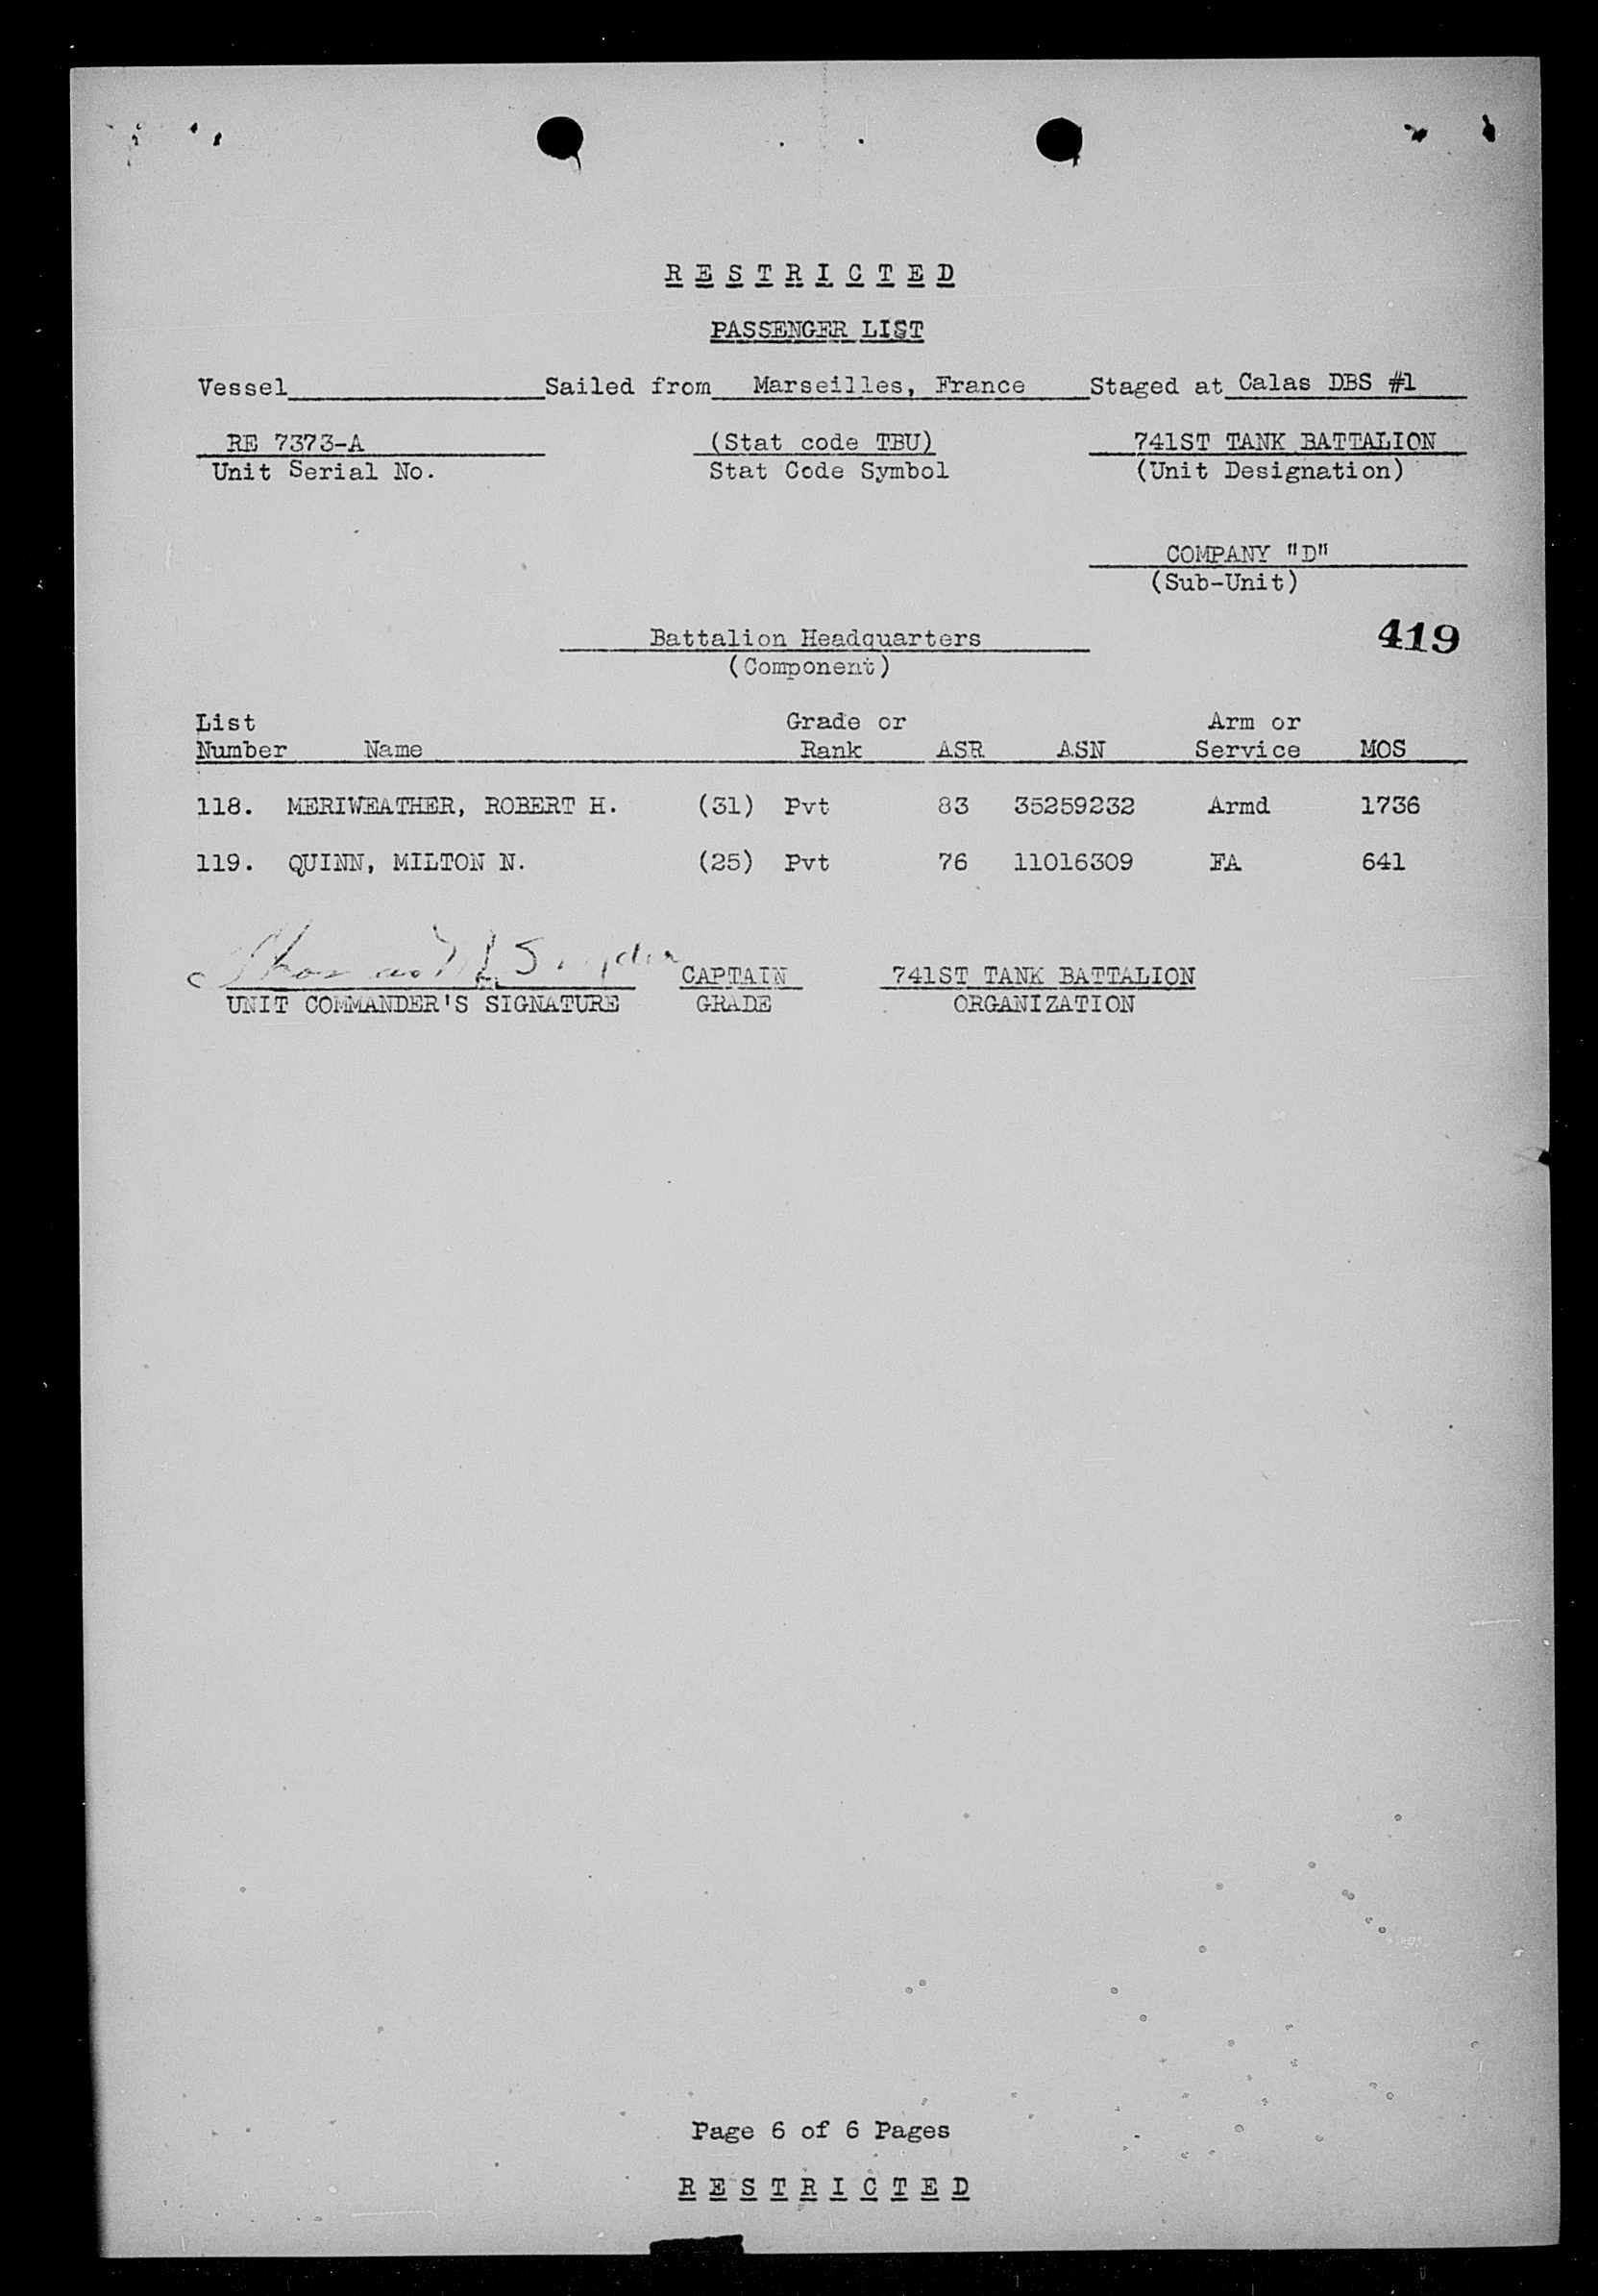 RESTRICTED
PASSENGER LIST
Vessel Sailed from Marseilles, France Staged at Calas DBS #1
RE 7373-A (Stat code TBU) 741ST TANK BATTALION
Unit Serial No. Stat Code Symbol (Unit Designation)
COMPANY "D"
(Sub-Unit)
Battalion Headquarters 419
(Component)
List Grade or Arm or
Number Name Rank ASR ASN Service MOS
118. MERIWEATHER, ROBERT H. (31) Pvt 83 35259232 Armd 1736
119. QUINN, MILTON N. (25) Pvt 76 11016309 FA 641
CAPTAIN 741ST TANK BATTALION
UNIT COMMANDER'S SIGNATURE GRADE ORGANIZATION
Page 6 of 6 Pages
RESTRICTED